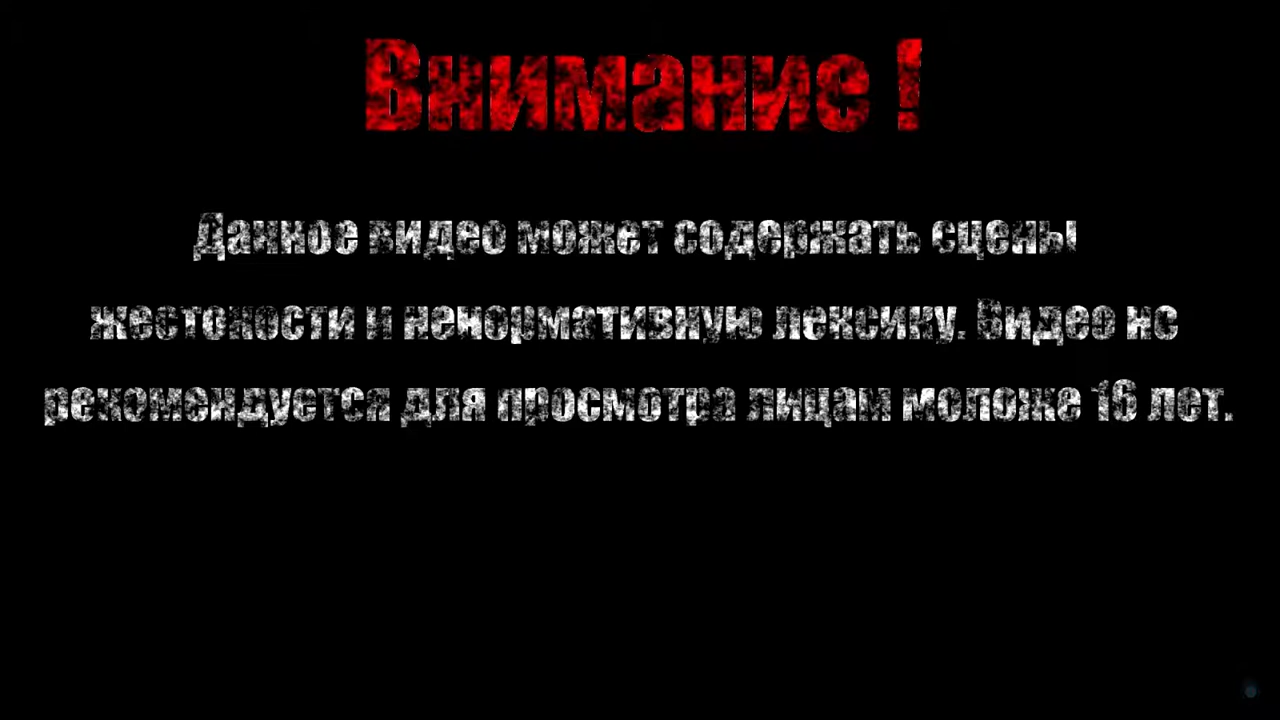 Внимание !
Данное видео может содержать сцены
жестокости и ненормативную лексику. Видео не
рекомендуется для просмотра лицам моложе 16 лет.